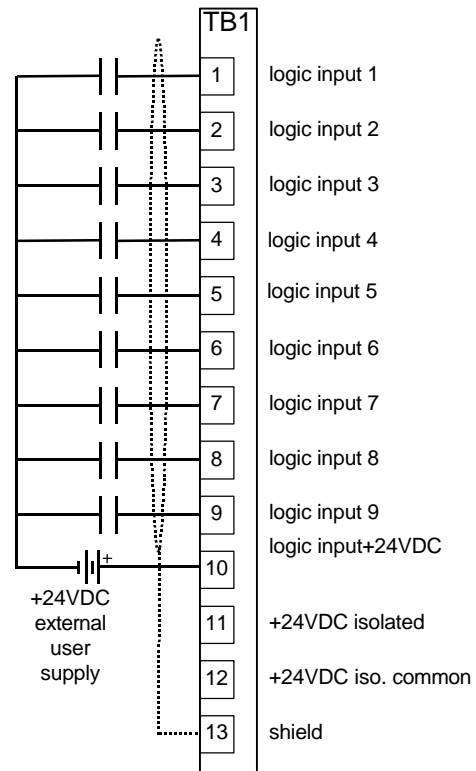 TB1
1 logic input 1
2 logic input 2
3 logic input 3
4 logic input 4
5 logic input 5
6 logic input 6
7 logic input 7
8 logic input 8
9 logic input 9
logic input+24VDC
+ 10
+24VDC
external
user
supply
11 +24VDC isolated
12 +24VDC iso. common
13 shield